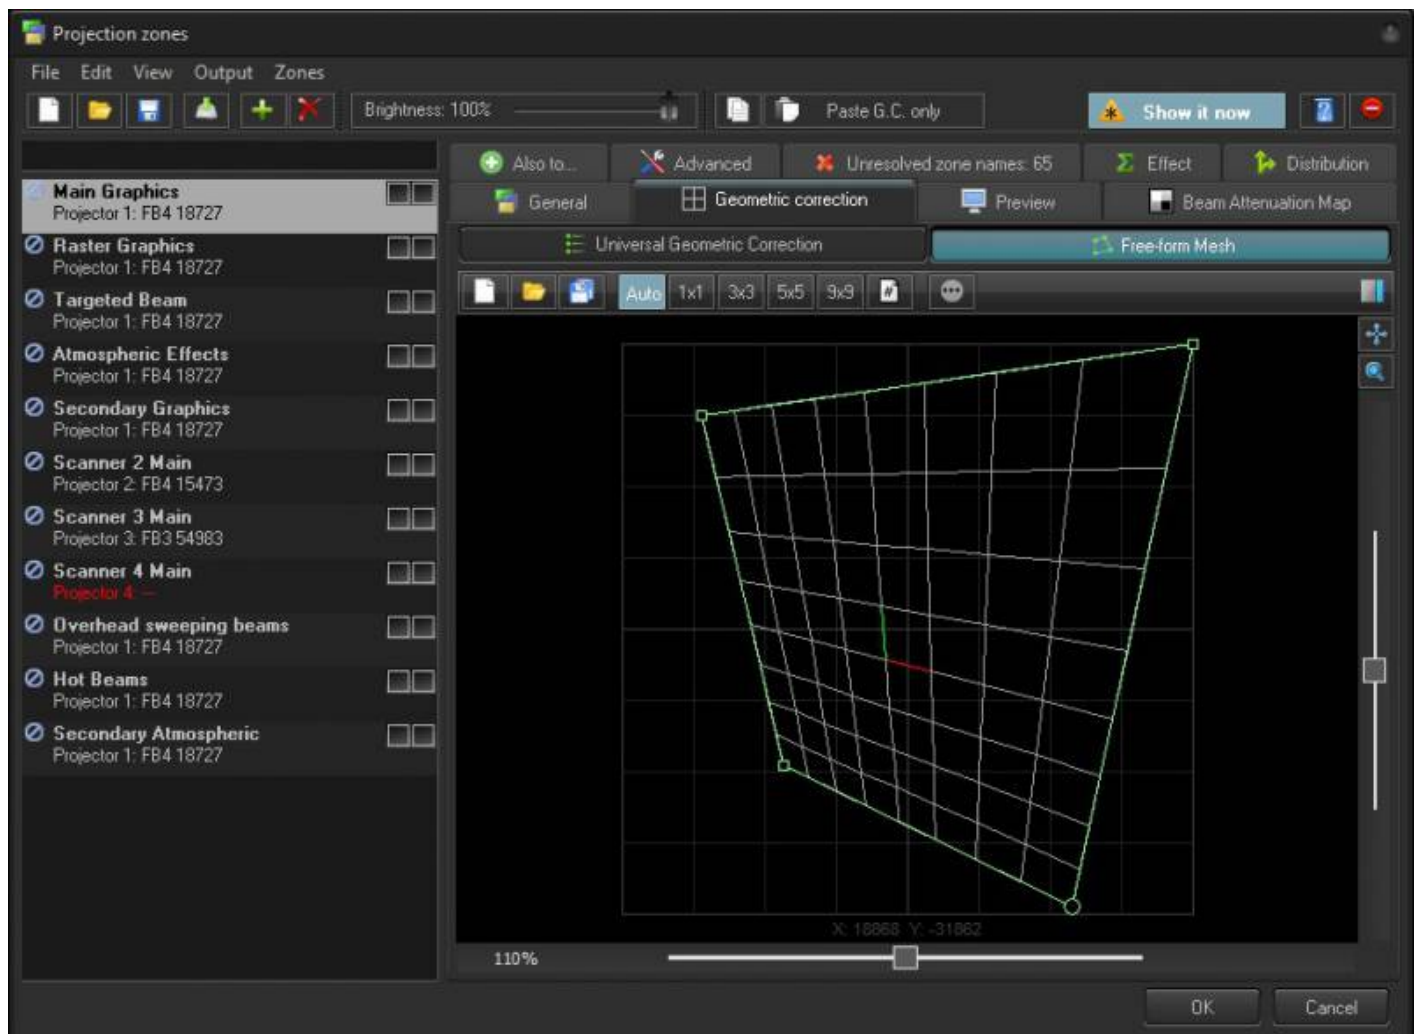 Projection zones
File Edit View Output Zones
Brightness: 100% Paste G.C. only Show it now
Also to... Advanced Unresolved zone names: 65 Effect Distribution
General Geometric correction Preview Beam Attenuation Map
Universal Geometric Correction Free-form Mesh
Auto 1x1 3x3 5x5 9x9 #
Main Graphics
Projector 1: FB4 18727
Raster Graphics
Projector 1: FB4 18727
Targeted Beam
Projector 1: FB4 18727
Atmospheric Effects
Projector 1: FB4 18727
Secondary Graphics
Projector 1: FB4 18727
Scanner 2 Main
Projector 2: FB4 15473
Scanner 3 Main
Projector 3: FB3 54983
Scanner 4 Main
Projector 4: --
Overhead sweeping beams
Projector 1: FB4 18727
Hot Beams
Projector 1: FB4 18727
Secondary Atmospheric
Projector 1: FB4 18727
X: 18868 Y: -31862
110%
OK Cancel